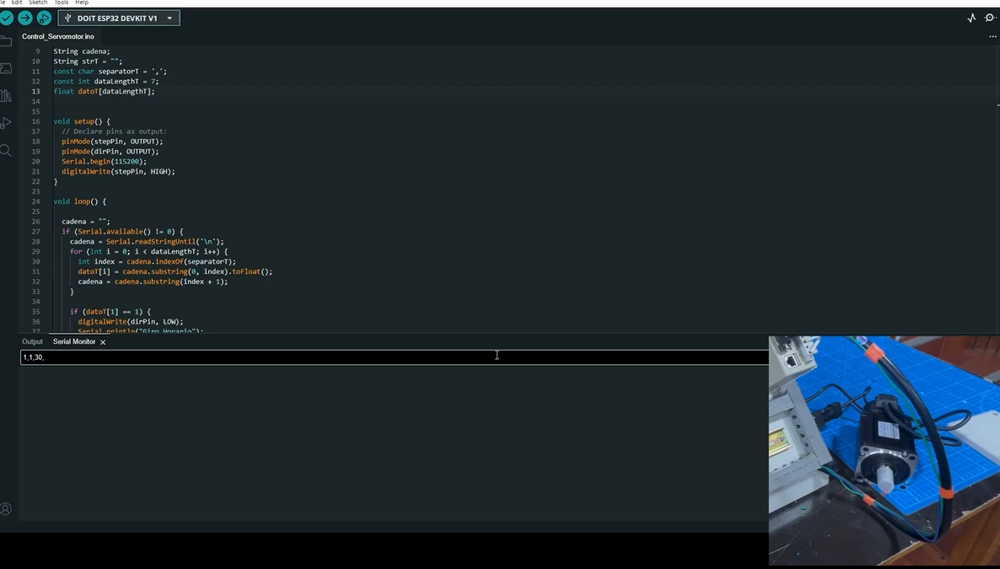 Edit Sketch Tools Help
DOIT ESP32 DEVKIT V1
Control_Servomotor.ino
9 String cadena;
10 String strT = "";
11 const char separatorT = ',';
12 const int dataLengthT = 7;
13 float datoT[dataLengthT];
14
15
16 void setup() {
17 // Declare pins as output:
18 pinMode(stepPin, OUTPUT);
19 pinMode(dirPin, OUTPUT);
20 Serial.begin(115200);
21 digitalWrite(stepPin, HIGH);
22 }
23
24 void loop() {
25
26 cadena = "";
27 if (Serial.available() != 0) {
28 cadena = Serial.readStringUntil('\n');
29 for (int i = 0; i < dataLengthT; i++) {
30 int index = cadena.indexOf(separatorT);
31 datoT[i] = cadena.substring(0, index).toFloat();
32 cadena = cadena.substring(index + 1);
33 }
34
35 if (datoT[1] == 1) {
36 digitalWrite(dirPin, LOW);
37 Serial.println("Giro Horario");
Output Serial Monitor
1,1,30,